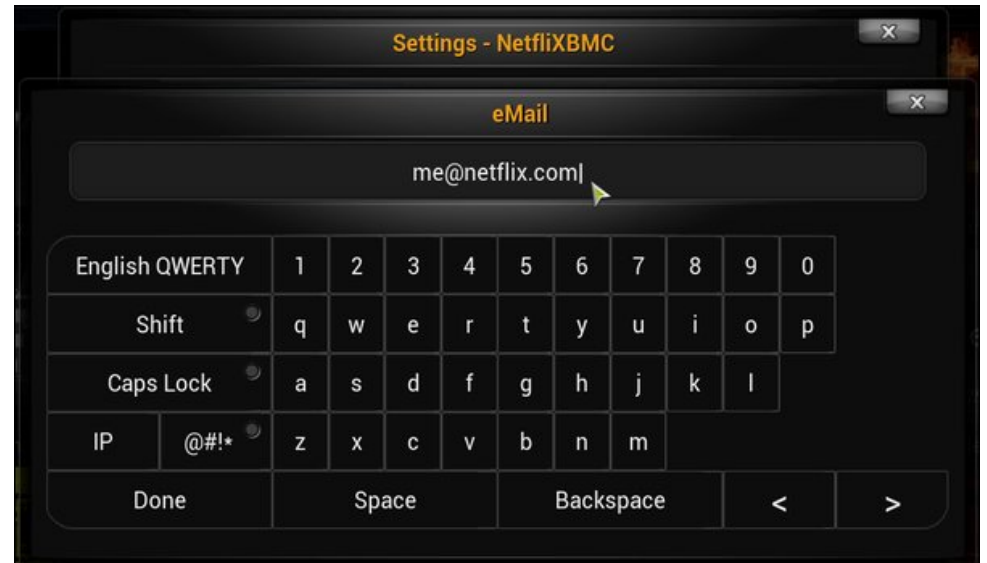 Settings - NetfliXBMC
x
eMail
x
me@netflix.com
English QWERTY 1 2 3 4 5 6 7 8 9 0
Shift q w e r t y u i o p
Caps Lock a s d f g h j k l
IP @#!* z x c v b n m
Done Space Backspace < >